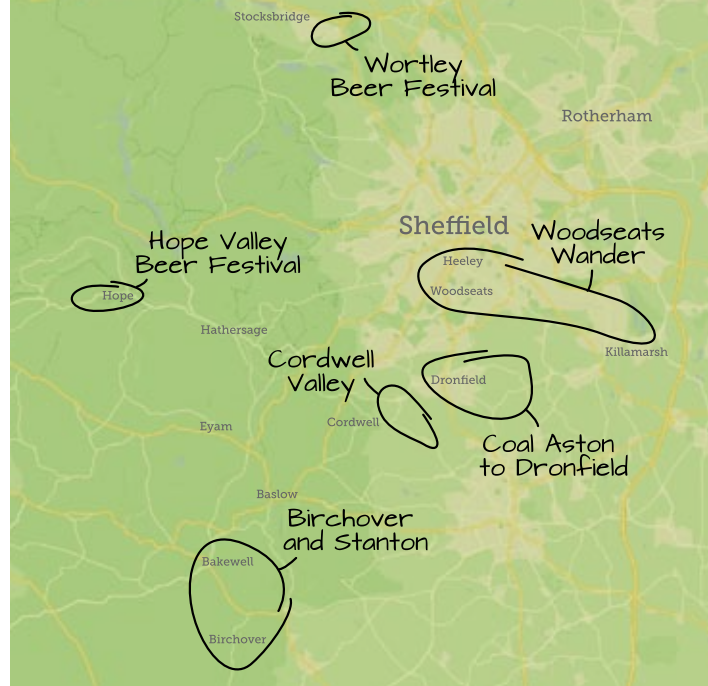 Stocksbridge
Wortley
Beer Festival
Rotherham
Sheffield
Woodseats
Wander
Hope Valley
Beer Festival
Heeley
Woodseats
Hope
Hathersage
Killamarsh
Cordwell
Valley
Dronfield
Cordwell
Eyam
Coal Aston
to Dronfield
Baslow
Birchover
and Stanton
Bakewell
Birchover